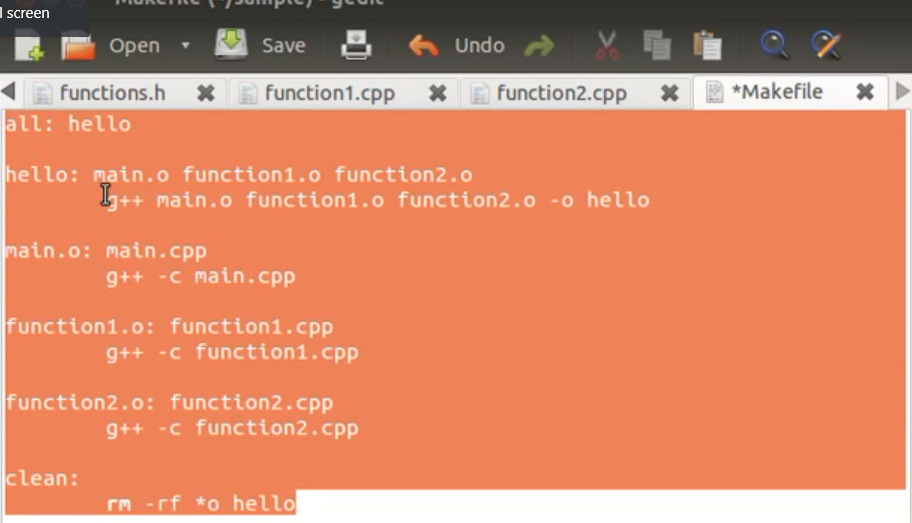 l screen
*Makefile (~/sample) - gedit
Open
Save
Undo
functions.h
function1.cpp
function2.cpp
*Makefile
all: hello
hello: main.o function1.o function2.o
g++ main.o function1.o function2.o -o hello
main.o: main.cpp
g++ -c main.cpp
function1.o: function1.cpp
g++ -c function1.cpp
function2.o: function2.cpp
g++ -c function2.cpp
clean:
rm -rf *o hello